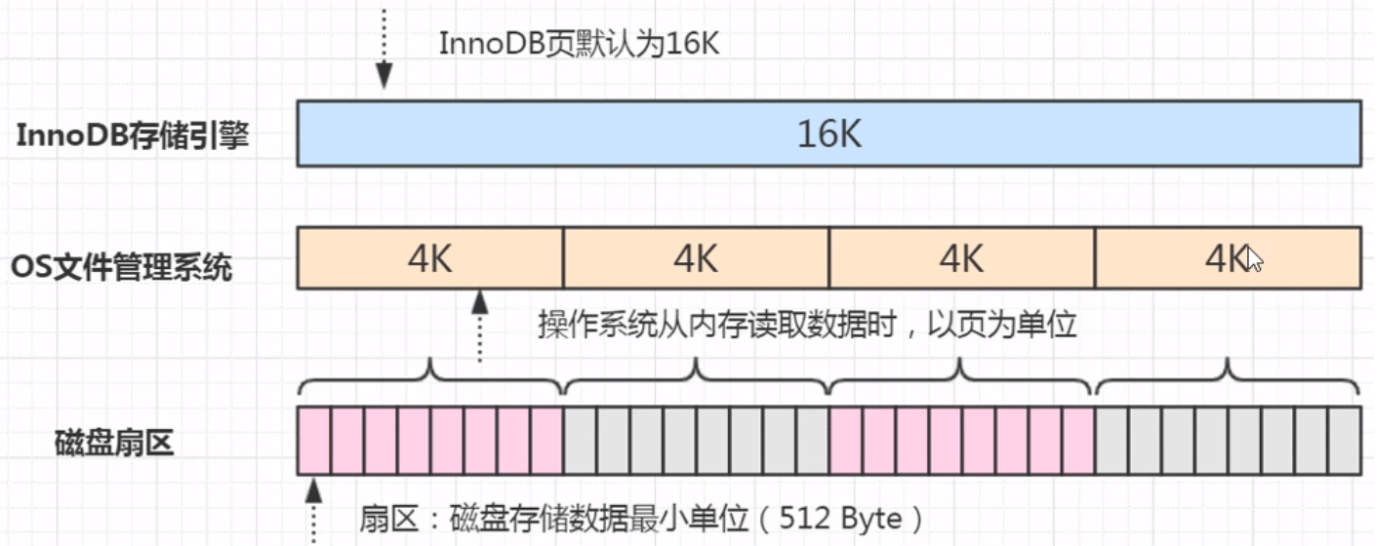 InnoDB页默认为16K
InnoDB存储引擎
16K
OS文件管理系统
4K
4K
4K
4K
操作系统从内存读取数据时，以页为单位
磁盘扇区
扇区：磁盘存储数据最小单位（512 Byte）